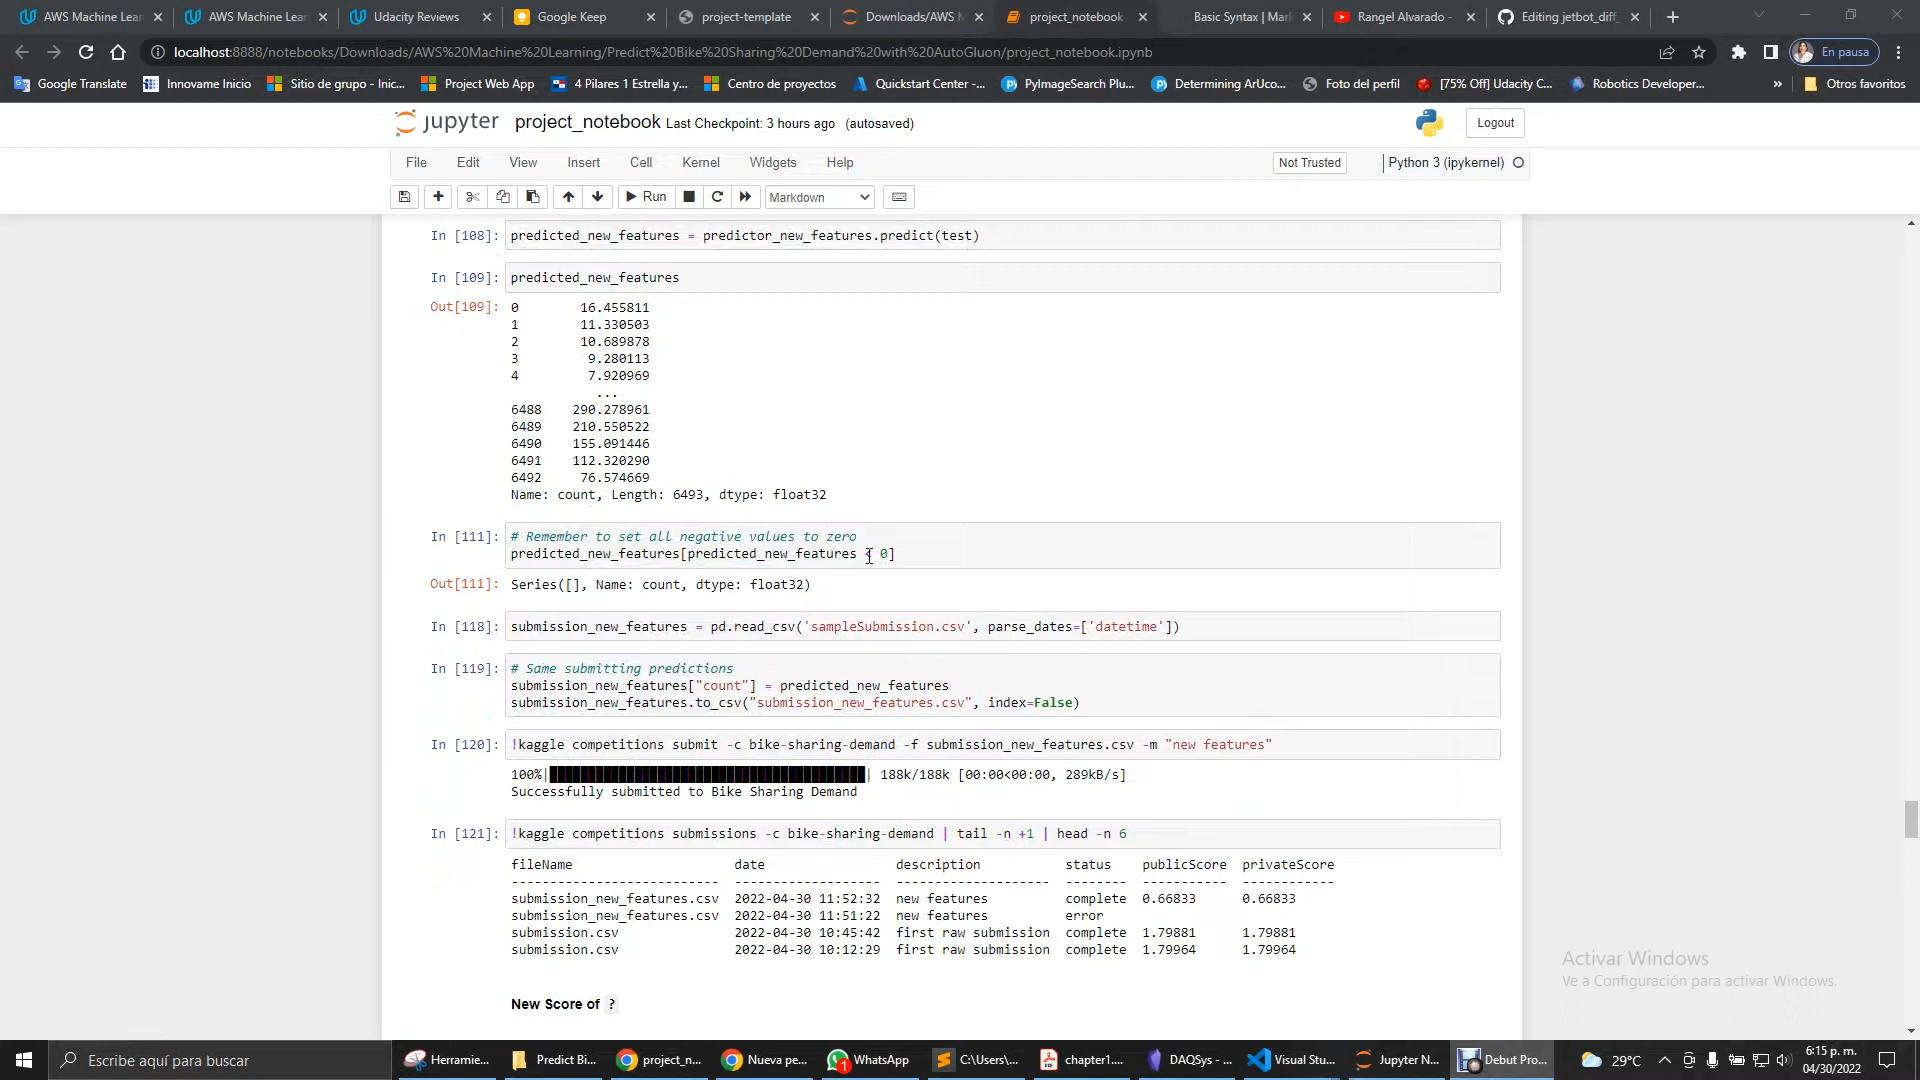 AWS Machine Lear
AWS Machine Lear
Udacity Reviews
Google Keep
project-template
Downloads/AWS M
project_notebook
Basic Syntax | Mark
Rangel Alvarado -
Editing jetbot_diff_
localhost:8888/notebooks/Downloads/AWS%20Machine%20Learning/Predict%20Bike%20Sharing%20Demand%20with%20AutoGluon/project_notebook.ipynb
En pausa
Google Translate
Innovame Inicio
Sitio de grupo - Inic...
Project Web App
4 Pilares 1 Estrella y...
Centro de proyectos
Quickstart Center -...
PyImageSearch Plu...
Determining ArUco...
Foto del perfil
[75% Off] Udacity C...
Robotics Developer...
»
Otros favoritos
jupyter project_notebook Last Checkpoint: 3 hours ago (autosaved)
Logout
File Edit View Insert Cell Kernel Widgets Help
Not Trusted
Python 3 (ipykernel)
Run
Markdown
In [108]: predicted_new_features = predictor_new_features.predict(test)
In [109]: predicted_new_features
Out[109]: 0 16.455811
1 11.330503
2 10.689878
3 9.280113
4 7.920969
...
6488 290.278961
6489 210.550522
6490 155.091446
6491 112.320290
6492 76.574669
Name: count, Length: 6493, dtype: float32
In [111]: # Remember to set all negative values to zero
predicted_new_features[predicted_new_features < 0]
Out[111]: Series([], Name: count, dtype: float32)
In [118]: submission_new_features = pd.read_csv('sampleSubmission.csv', parse_dates=['datetime'])
In [119]: # Same submitting predictions
submission_new_features["count"] = predicted_new_features
submission_new_features.to_csv("submission_new_features.csv", index=False)
In [120]: !kaggle competitions submit -c bike-sharing-demand -f submission_new_features.csv -m "new features"
100%| | 188k/188k [00:00<00:00, 289kB/s]
Successfully submitted to Bike Sharing Demand
In [121]: !kaggle competitions submissions -c bike-sharing-demand | tail -n +1 | head -n 6
fileName date description status publicScore privateScore
--------------------------- ------------------- -------------------- -------- ----------- ------------
submission_new_features.csv 2022-04-30 11:52:32 new features complete 0.66833 0.66833
submission_new_features.csv 2022-04-30 11:51:22 new features error
submission.csv 2022-04-30 10:45:42 first raw submission complete 1.79881 1.79881
submission.csv 2022-04-30 10:12:29 first raw submission complete 1.79964 1.79964
New Score of ?
Activar Windows
Ve a Configuración para activar Windows.
Escribe aquí para buscar
Herramie...
Predict Bi...
project_n...
Nueva pe...
1
WhatsApp
C:\Users\...
chapter1....
DAQSys - ...
Visual Stu...
Jupyter N...
Debut Pro...
29°C
6:15 p. m.
04/30/2022